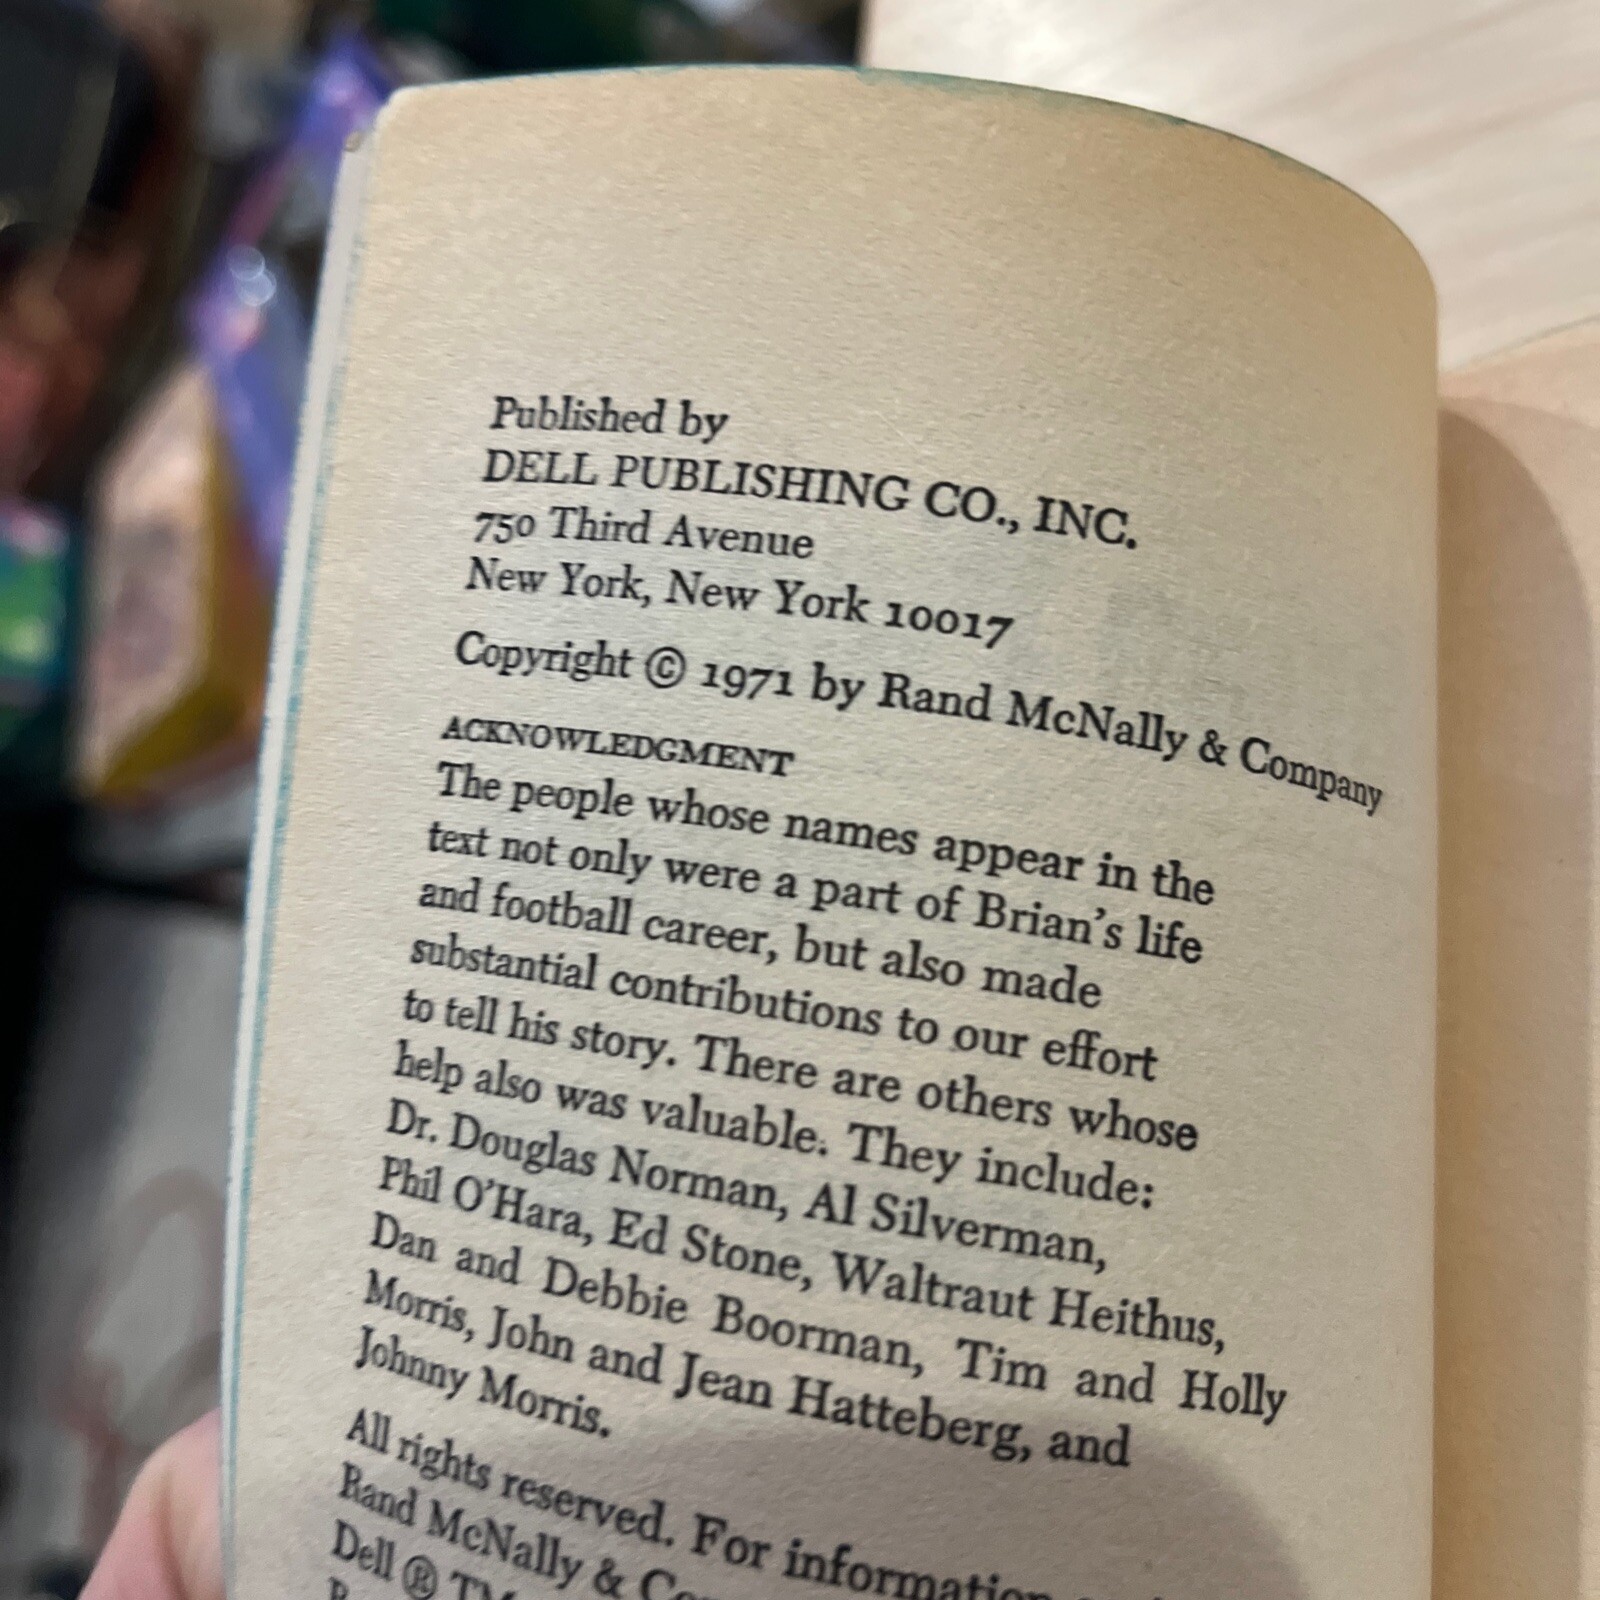 Published by
DELL PUBLISHING CO., INC.
750 Third Avenue
New York, New York 10017
Copyright © 1971 by Rand McNally & Company
ACKNOWLEDGMENT
The people whose names appear in the
text not only were a part of Brian's life
and football career, but also made
substantial contributions to our effort
to tell his story. There are others whose
help also was valuable. They include:
Dr. Douglas Norman, Al Silverman,
Phil O'Hara, Ed Stone, Waltraut Heithus,
Dan and Debbie Boorman, Tim and Holly
Morris, John and Jean Hatteberg, and
Johnny Morris.
All rights reserved. For information
Rand McNally &
Dell ® TM